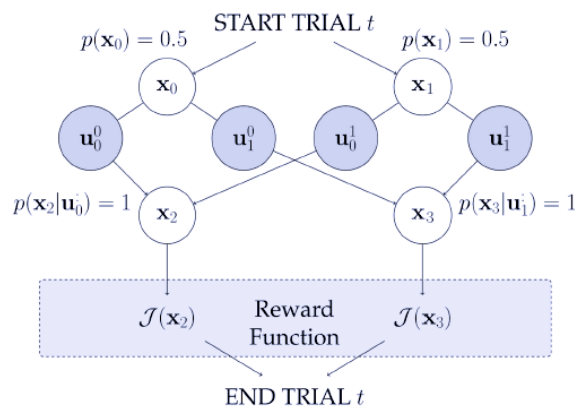 START TRIAL t
p(x₀) = 0.5 p(x₁) = 0.5
x₀ x₁
u₀⁰ u₁⁰ u₀¹ u₁¹
p(x₂|u₀˙) = 1 x₂ x₃ p(x₃|u₁˙) = 1
𝒥(x₂) Reward 𝒥(x₃)
Function
END TRIAL t